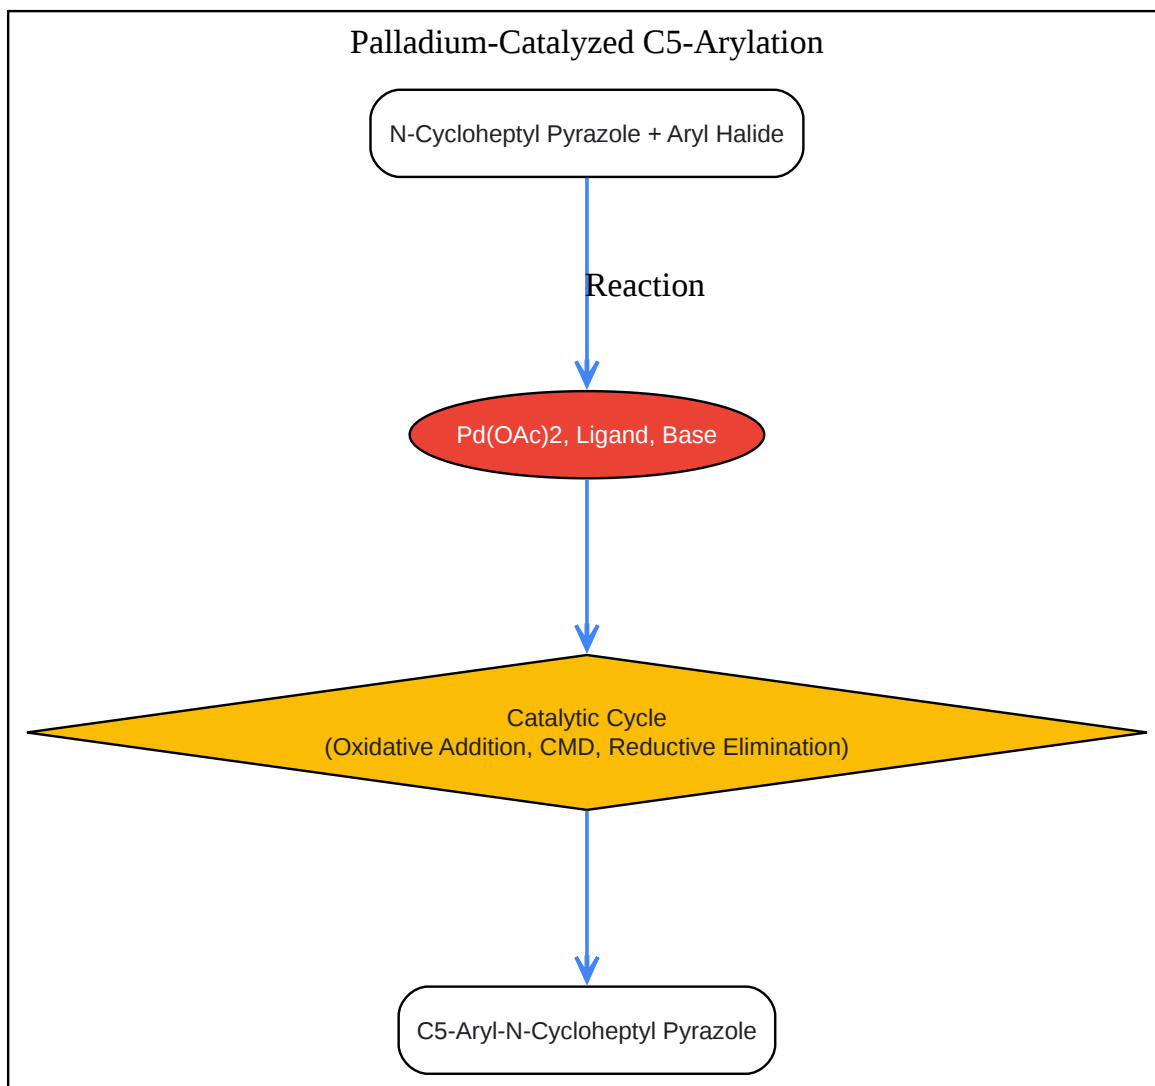 Palladium-Catalyzed C5-Arylation
N-Cycloheptyl Pyrazole + Aryl Halide
Reaction
Pd(OAc)2, Ligand, Base
Catalytic Cycle
(Oxidative Addition, CMD, Reductive Elimination)
C5-Aryl-N-Cycloheptyl Pyrazole